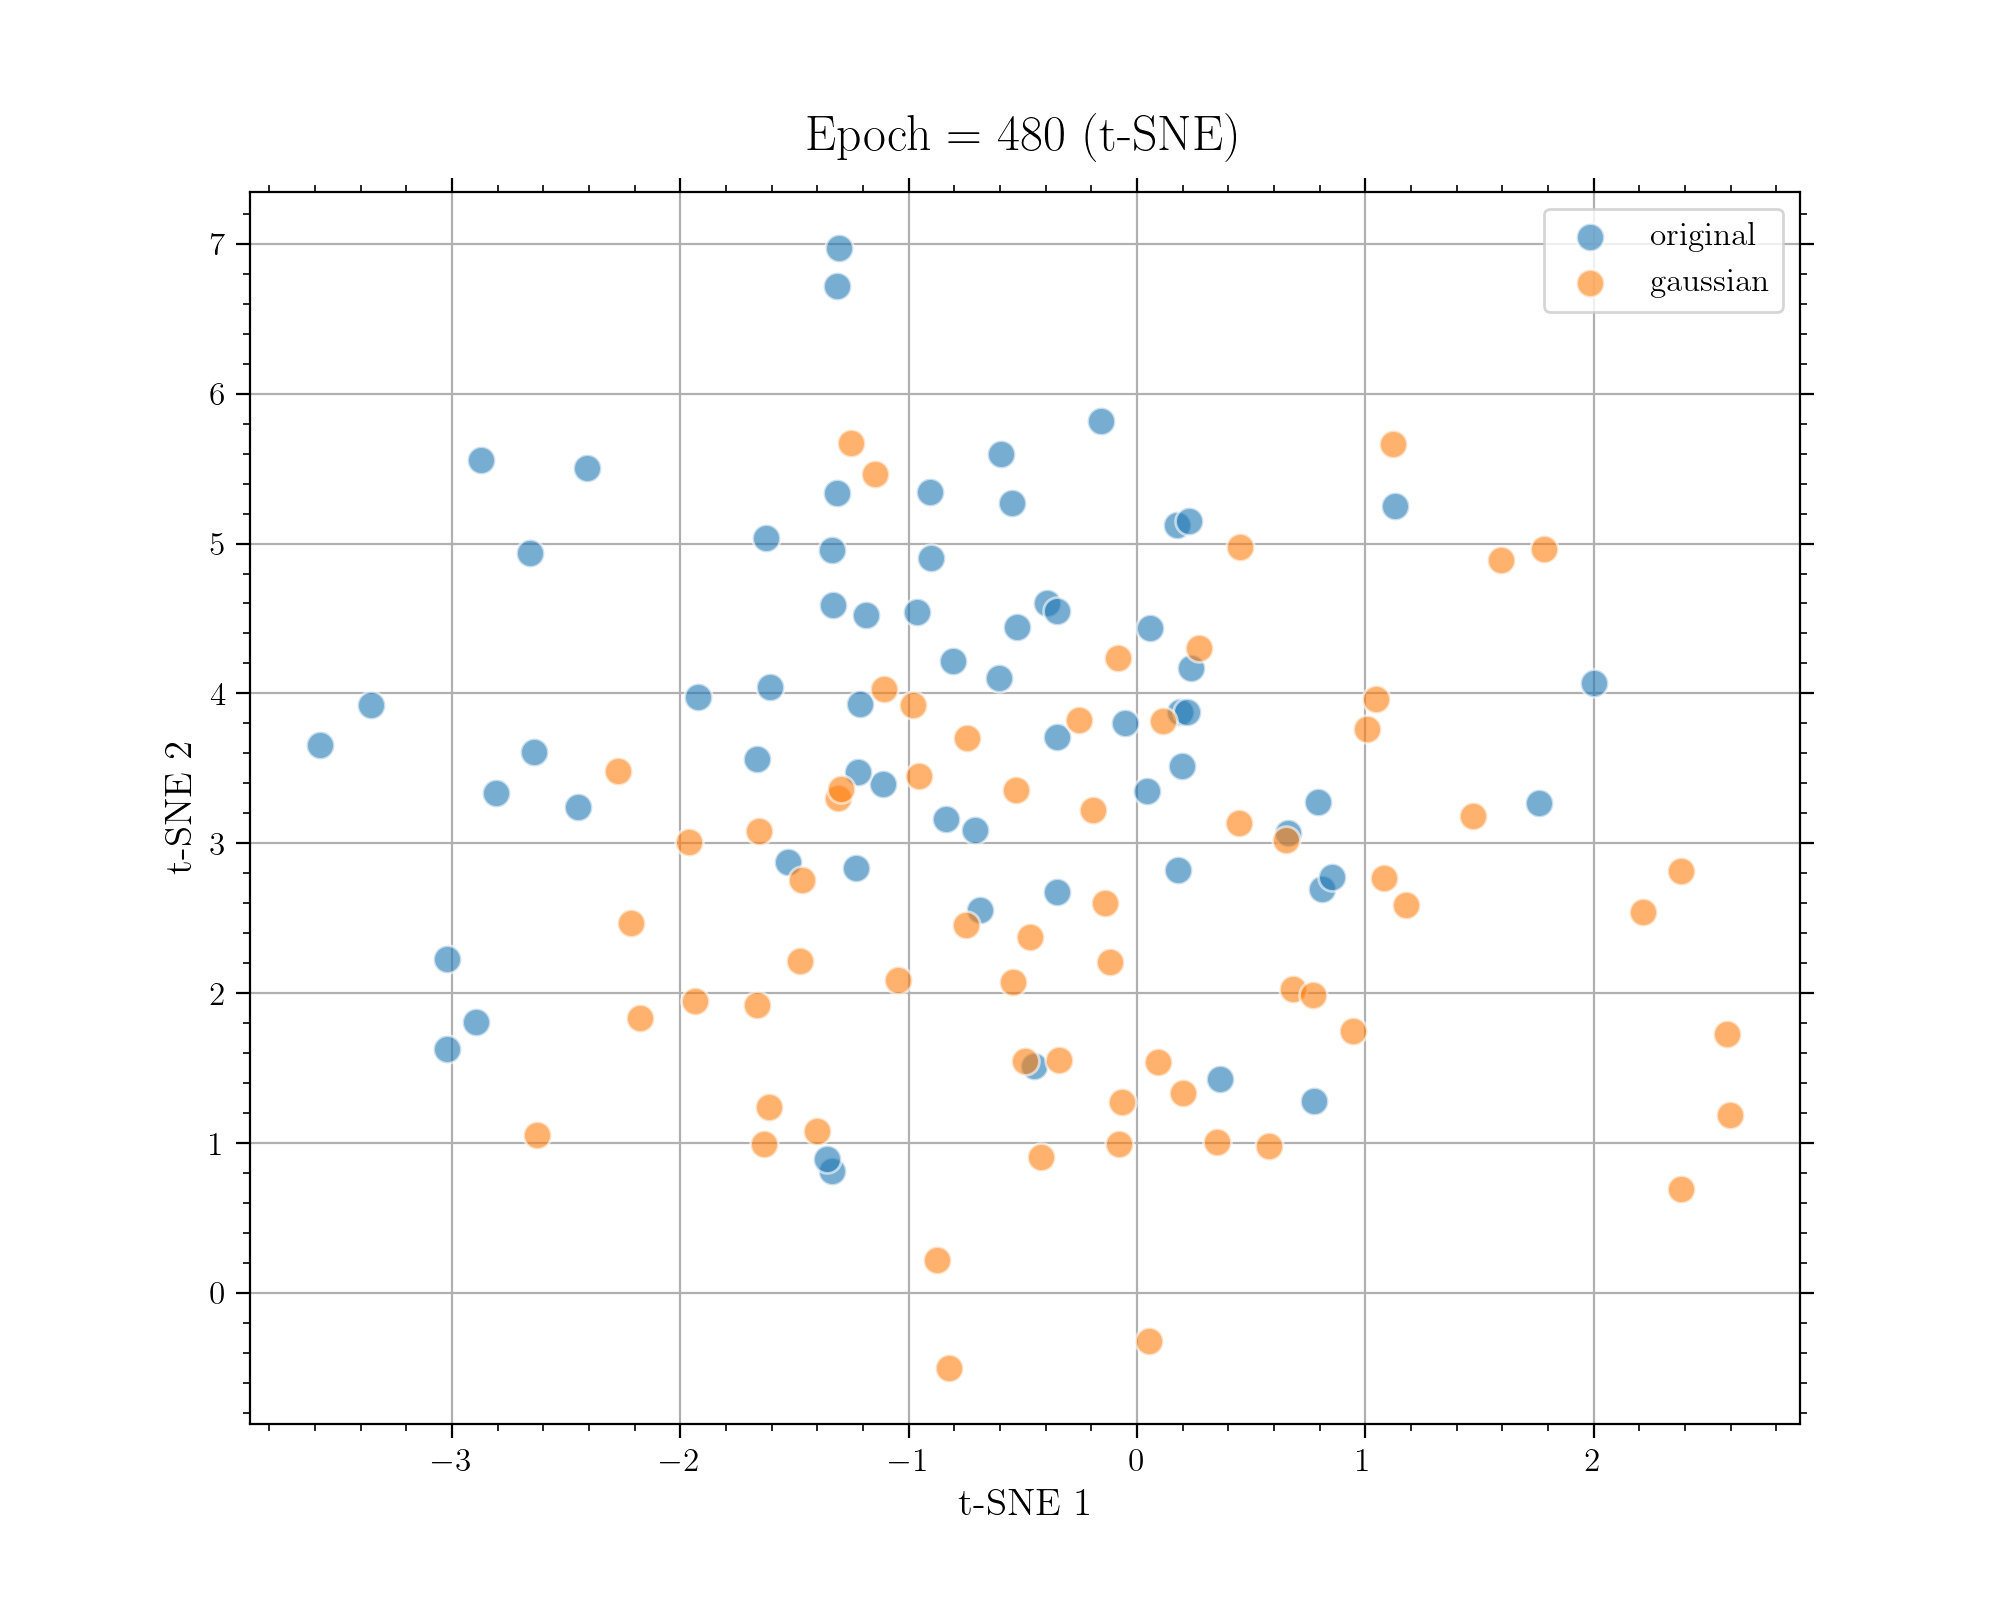 Epoch = 480 (t-SNE)
original
gaussian
7
6
5
4
3
2
1
0
t-SNE 2
−3
−2
−1
0
1
2
t-SNE 1